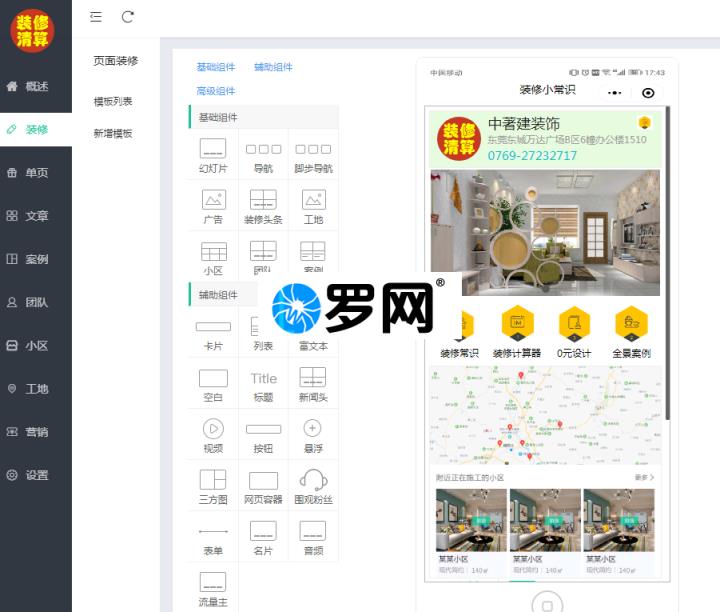 装修
清算
概述
装修
单页
文章
案例
团队
小区
工地
营销
设置
页面装修
模板列表
新增模板
基础组件 辅助组件
高级组件
基础组件
幻灯片 导航 脚步导航
广告 装修头条 工地
小区 团队 案例
辅助组件
卡片 列表 富文本
空白 Title 标题 新闻头
视频 按钮 悬浮
三方图 网页容器 围观粉丝
表单 名片 音频
流量主
中国移动 17:43
装修小常识
装修
清算
中著建装饰
东莞东城万达广场B区6幢办公楼1510
0769-27232717
罗网®
装修常识 装修计算器 0元设计 全景案例
附近正在施工的小区 更多
某某小区 某某小区 某某小区
现代简约 140㎡ 现代简约 140㎡ 现代简约 140㎡